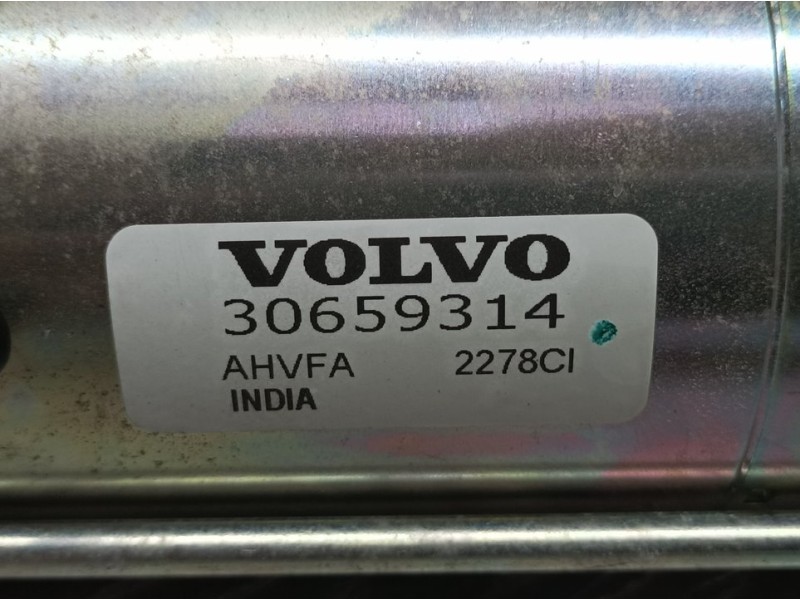 VOLVO
30659314
AHVFA 2278CI
INDIA